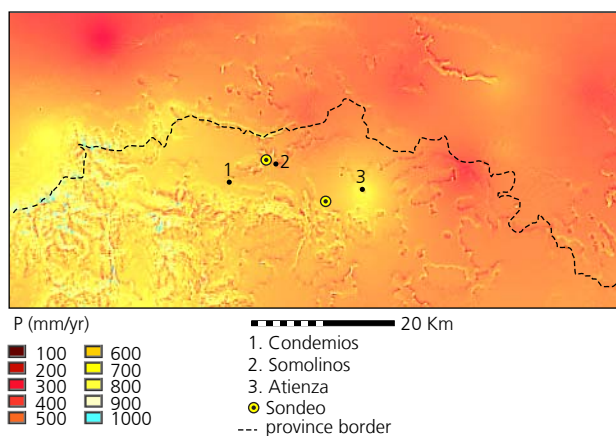 1
2
3
P (mm/yr)
100
200
300
400
500
600
700
800
900
1000
20 Km
1. Condemios
2. Somolinos
3. Atienza
Sondeo
province border